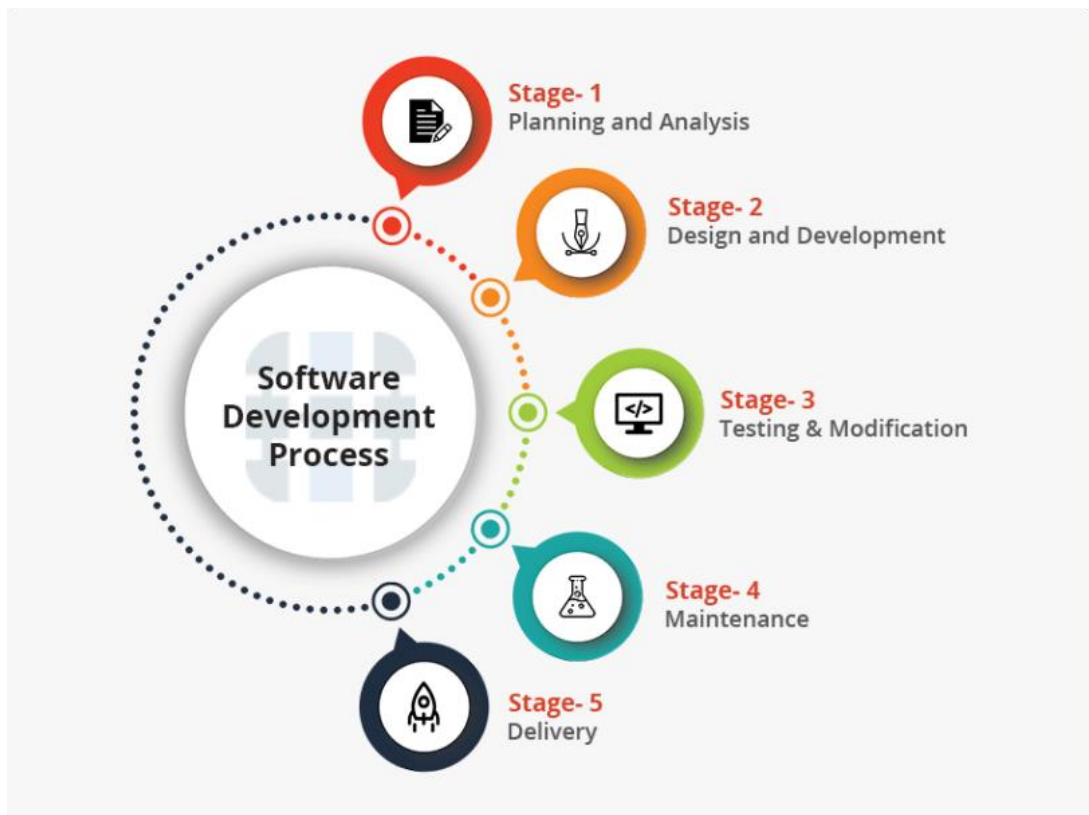 Stage- 1
Planning and Analysis
Stage- 2
Design and Development
Software
Development
Process
Stage- 3
Testing & Modification
Stage- 4
Maintenance
Stage- 5
Delivery